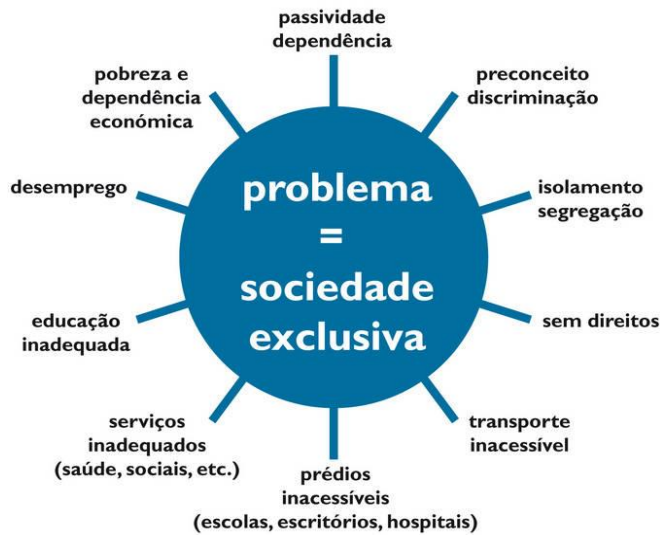 passividade
dependência
preconceito
discriminação
isolamento
segregação
sem direitos
transporte
inacessível
prédios
inacessíveis
(escolas, escritórios, hospitais)
serviços
inadequados
(saúde, sociais, etc.)
educação
inadequada
desemprego
pobreza e
dependência
económica
problema
=
sociedade
exclusiva